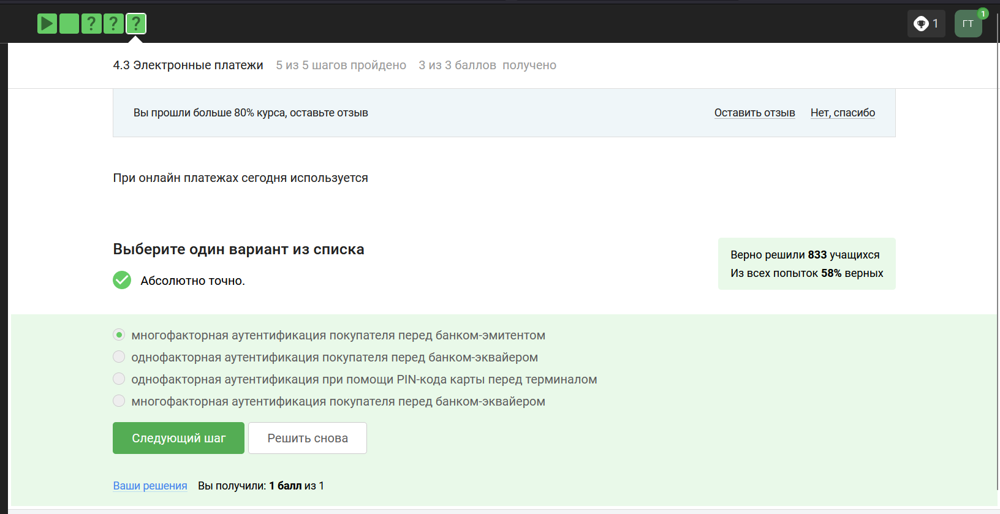 ? ? ?
1
ГТ
1
4.3 Электронные платежи 5 из 5 шагов пройдено 3 из 3 баллов получено
Вы прошли больше 80% курса, оставьте отзыв Оставить отзыв Нет, спасибо
При онлайн платежах сегодня используется
Выберите один вариант из списка
Абсолютно точно.
Верно решили 833 учащихся
Из всех попыток 58% верных
многофакторная аутентификация покупателя перед банком-эмитентом
однофакторная аутентификация покупателя перед банком-эквайером
однофакторная аутентификация при помощи PIN-кода карты перед терминалом
многофакторная аутентификация покупателя перед банком-эквайером
Следующий шаг Решить снова
Ваши решения Вы получили: 1 балл из 1